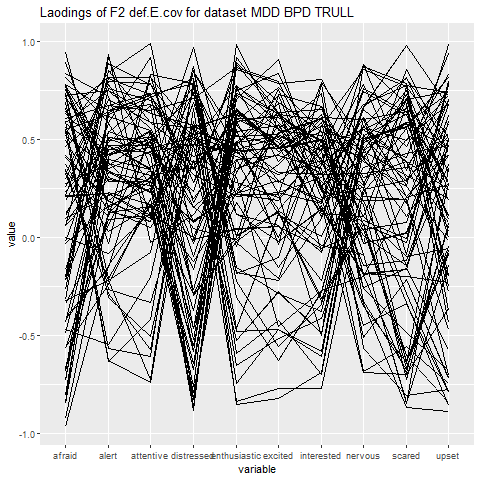 Laodings of F2 def.E.cov for dataset MDD BPD TRULL
1.0
0.5
0.0
-0.5
-1.0
value
afraid alert attentive distressed enthusiastic excited interested nervous scared upset
variable